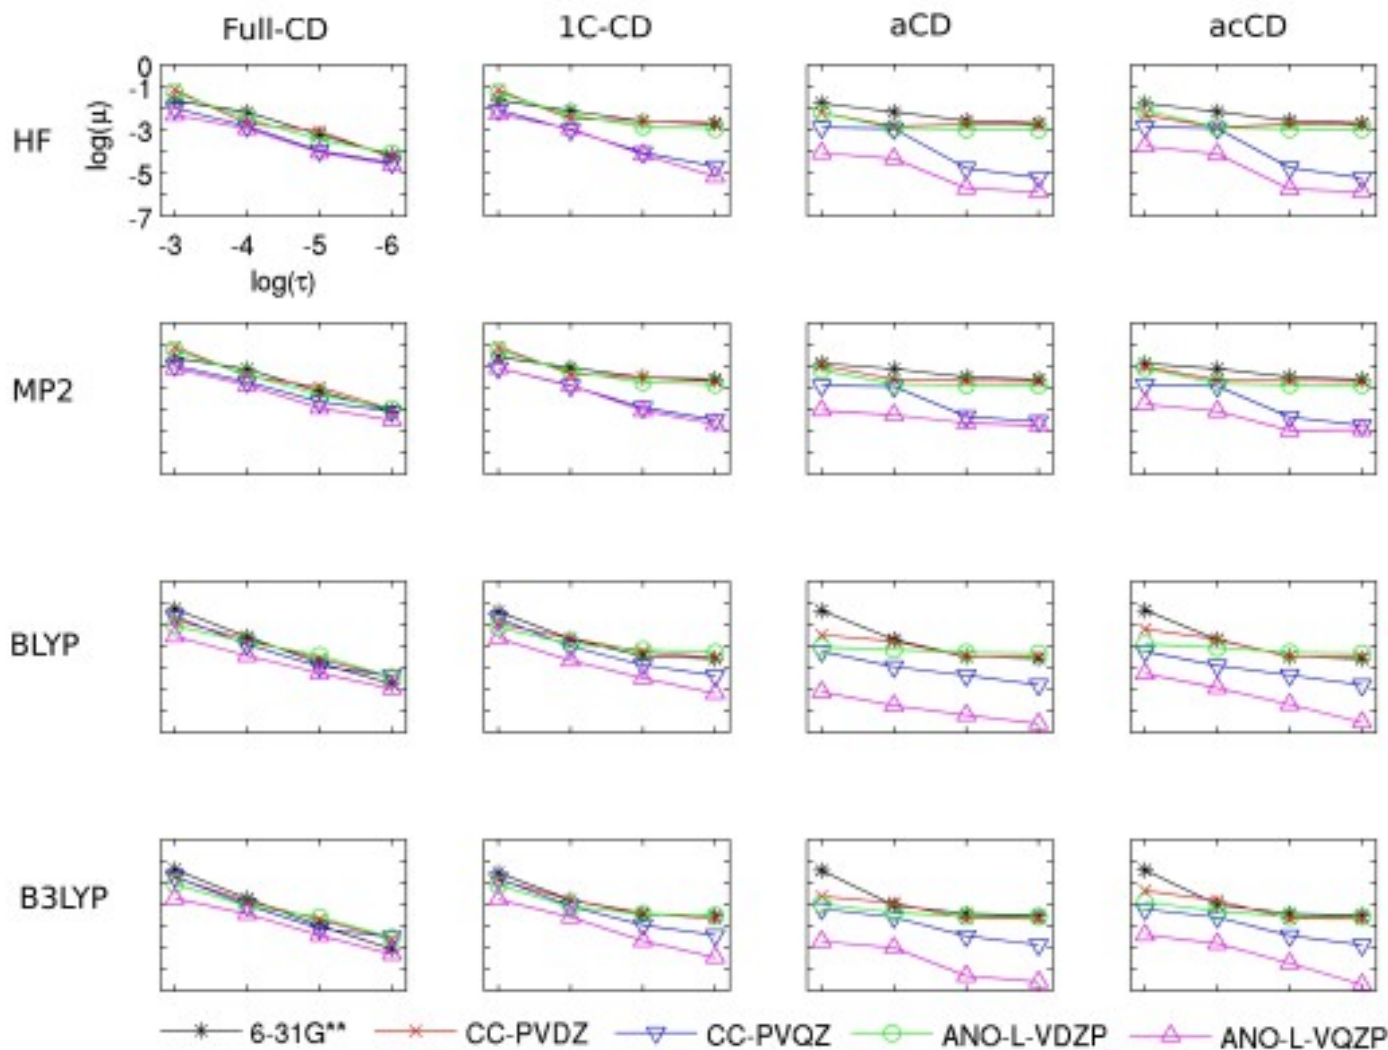 Full-CD 1C-CD aCD acCD
HF
log(μ)
0
-1
-3
-5
-7
-3 -4 -5 -6
log(τ)
MP2
BLYP
B3LYP
6-31G** CC-PVDZ CC-PVQZ ANO-L-VDZP ANO-L-VQZP